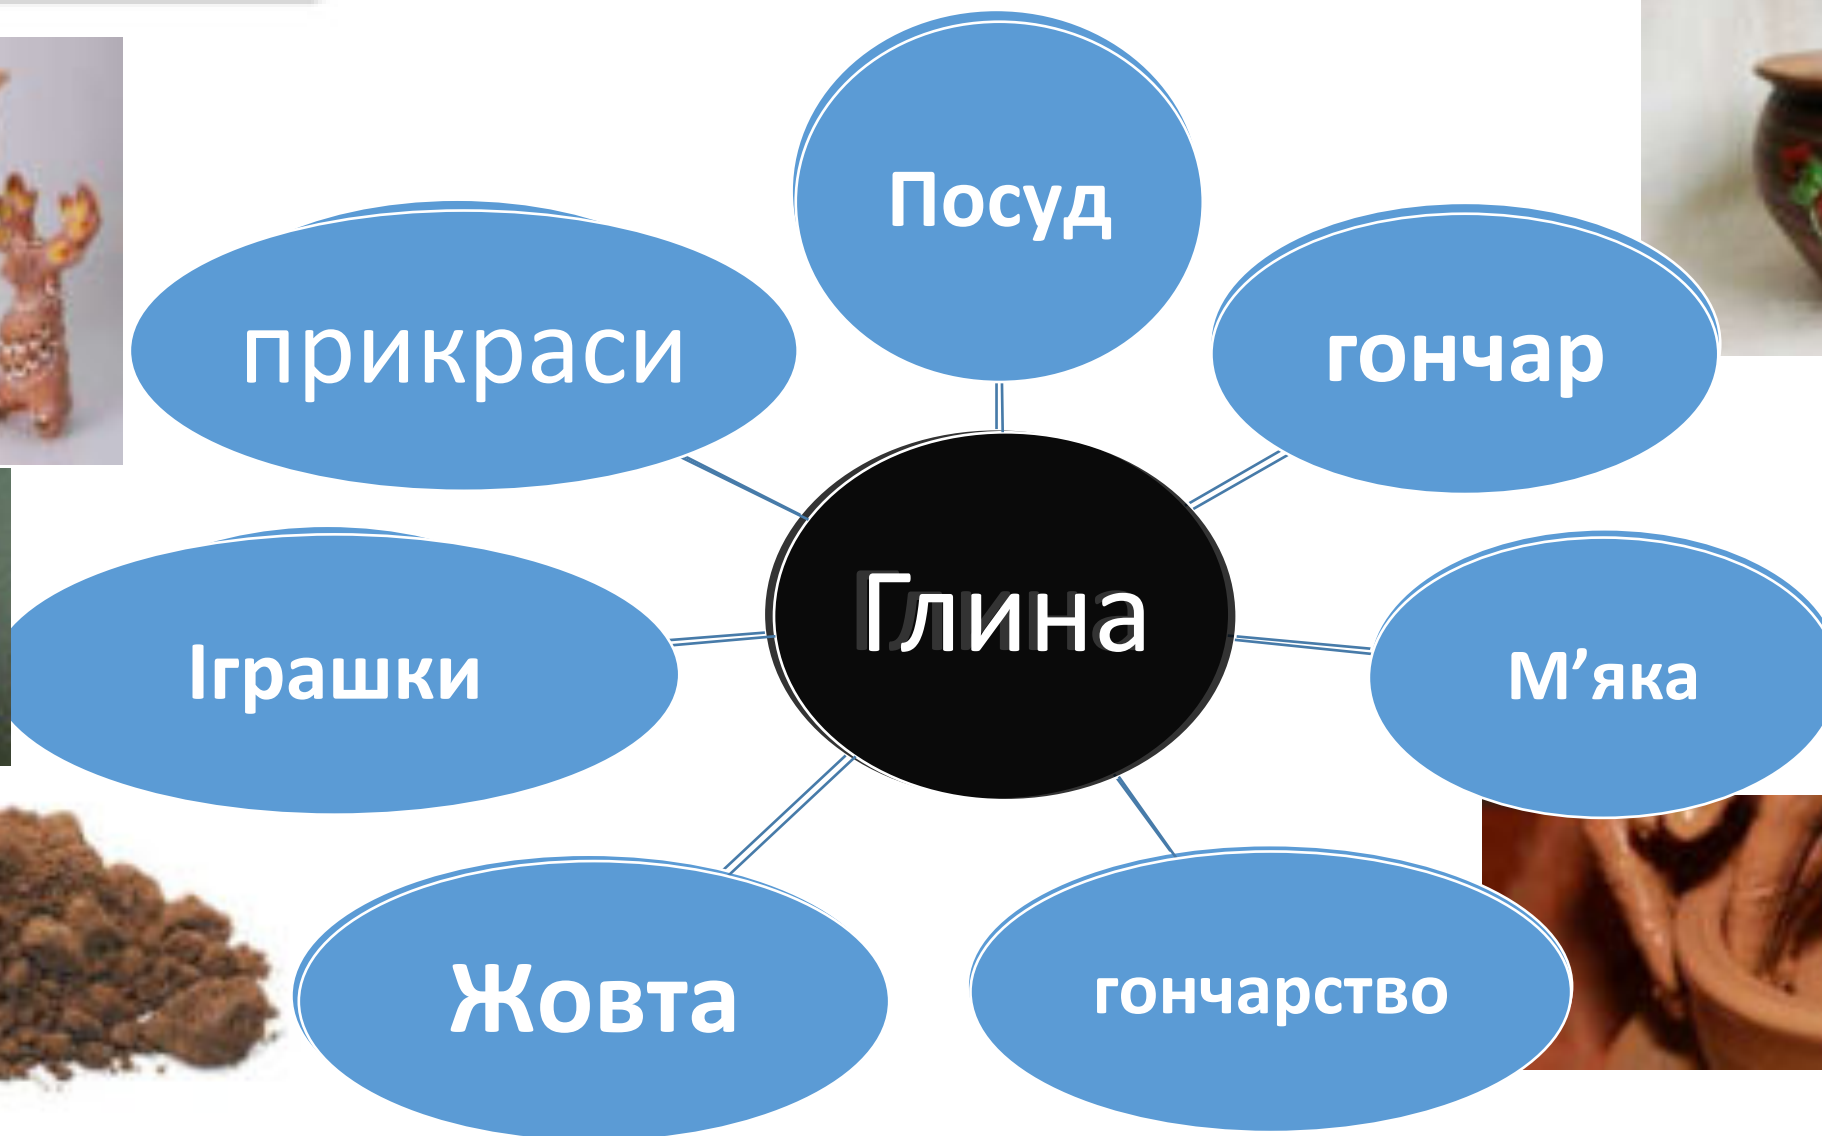 Посуд
прикраси
гончар
Глина
Іграшки
М’яка
Жовта
гончарство